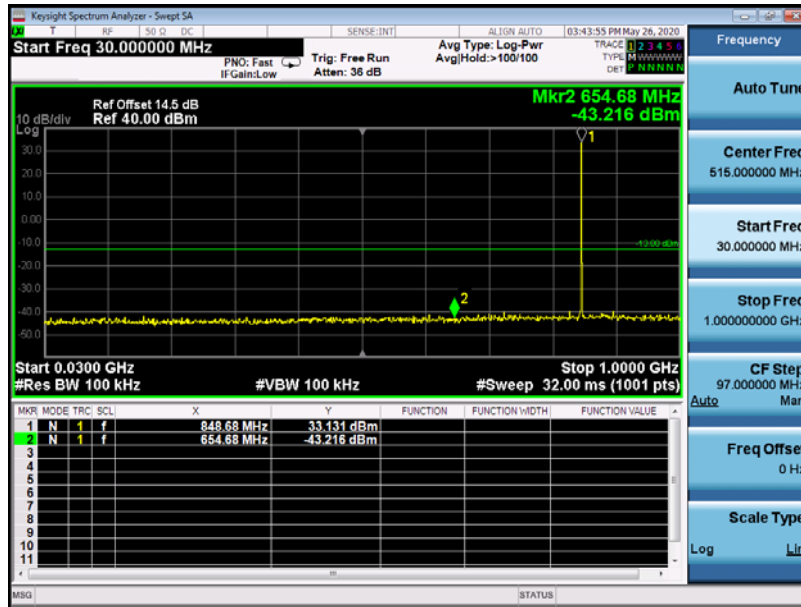 Keysight Spectrum Analyzer - Swept SA
T RF 50 Ω DC SENSE:INT ALIGN AUTO 03:43:55 PM May 26, 2020
Start Freq 30.000000 MHz
PNO: Fast
IFGain:Low
Trig: Free Run
Atten: 36 dB
Avg Type: Log-Pwr
Avg|Hold:>100/100
TRACE 1 2 3 4 5 6
TYPE M WWWWW
DET P N N N N N
Ref Offset 14.5 dB
10 dB/div Ref 40.00 dBm
Log
Mkr2 654.68 MHz
-43.216 dBm
1
30.0
20.0
10.0
0.00
-10.0
-13.00 dBm
-20.0
-30.0
2
-40.0
-50.0
Start 0.0300 GHz Stop 1.0000 GHz
#Res BW 100 kHz #VBW 100 kHz #Sweep 32.00 ms (1001 pts)
MKR MODE TRC SCL X Y FUNCTION FUNCTION WIDTH FUNCTION VALUE
1 N 1 f 848.68 MHz 33.131 dBm
2 N 1 f 654.68 MHz -43.216 dBm
3
4
5
6
7
8
9
10
11
MSG STATUS
Frequency
Auto Tune
Center Freq
515.000000 MHz
Start Freq
30.000000 MHz
Stop Freq
1.000000000 GHz
CF Step
97.000000 MHz
Auto Man
Freq Offset
0 Hz
Scale Type
Log Lin